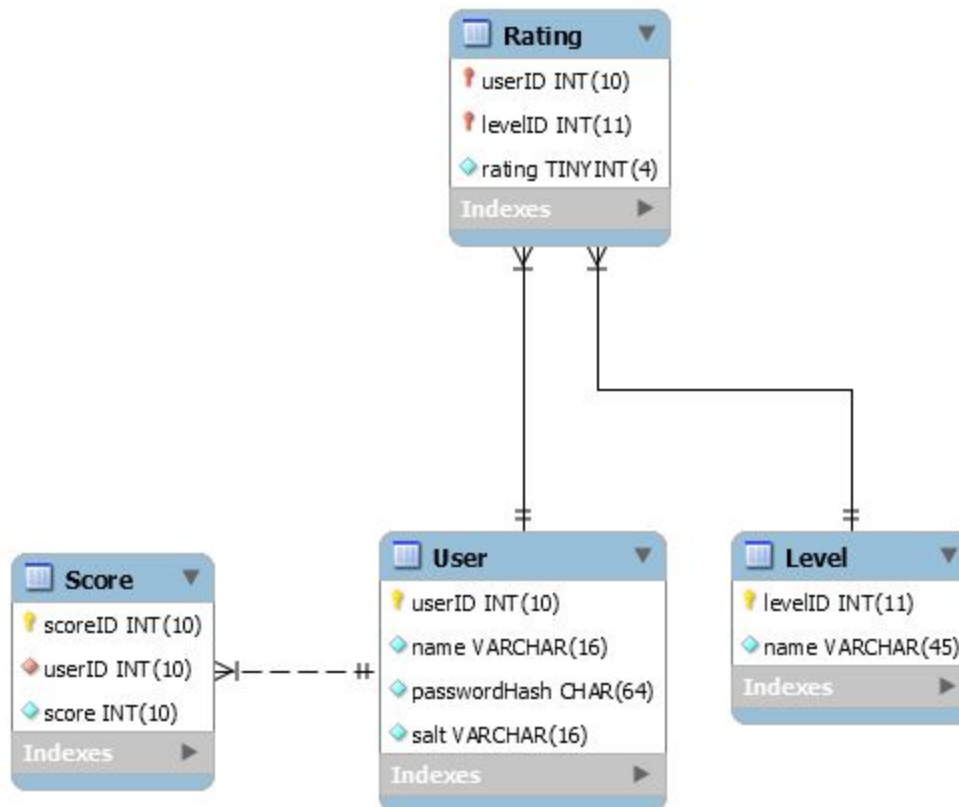 Rating
userID INT(10)
levelID INT(11)
rating TINYINT(4)
Indexes
Score
scoreID INT(10)
userID INT(10)
score INT(10)
Indexes
User
userID INT(10)
name VARCHAR(16)
passwordHash CHAR(64)
salt VARCHAR(16)
Indexes
Level
levelID INT(11)
name VARCHAR(45)
Indexes